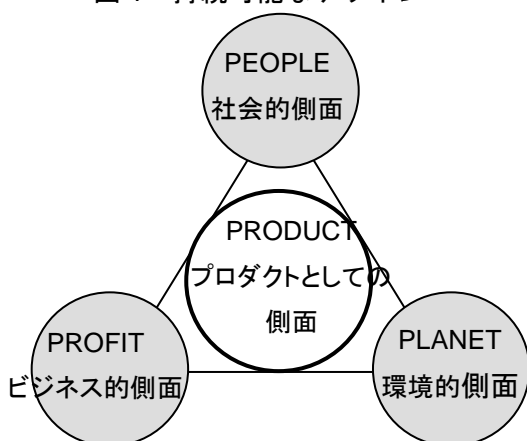 PEOPLE
社会的側面
PRODUCT
プロダクトとしての
側面
PROFIT
ビジネス的側面
PLANET
環境的側面